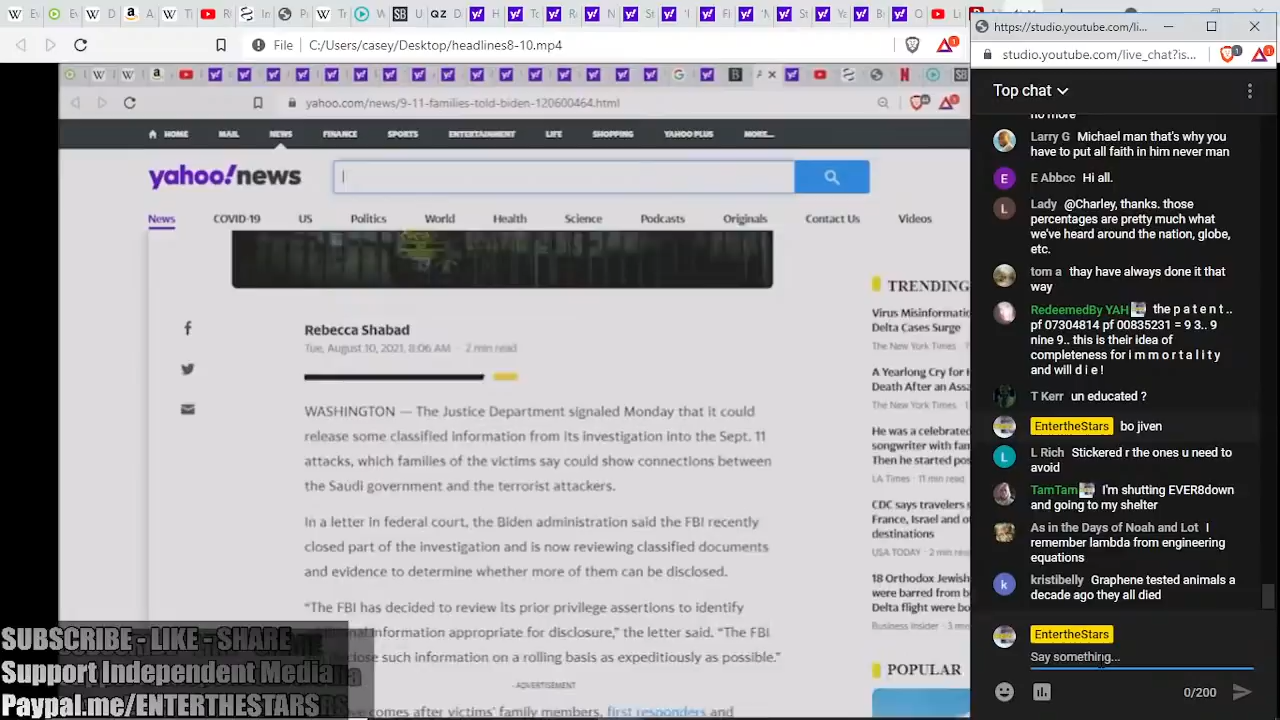 File C:/Users/casey/Desktop/headlines8-10.mp4
https://studio.youtube.com/li...
studio.youtube.com/live_chat?is...
yahoo.com/news/9-11-families-told-biden-120600464.html
HOME MAIL NEWS FINANCE SPORTS ENTERTAINMENT LIFE SHOPPING YAHOO PLUS MORE...
yahoo!news
News COVID-19 US Politics World Health Science Podcasts Originals Contact Us Videos
Rebecca Shabad
Tue, August 10, 2021, 8:06 AM · 2 min read
WASHINGTON — The Justice Department signaled Monday that it could
release some classified information from its investigation into the Sept. 11
attacks, which families of the victims say could show connections between
the Saudi government and the terrorist attackers.
In a letter in federal court, the Biden administration said the FBI recently
closed part of the investigation and is now reviewing classified documents
and evidence to determine whether more of them can be disclosed.
“The FBI has decided to review its prior privilege assertions to identify
information appropriate for disclosure,” the letter said. “The FBI
close such information on a rolling basis as expeditiously as possible.”
- ADVERTISEMENT
comes after victims’ family members, first responders and
TRENDING
Virus Misinformatio
Delta Cases Surge
The New York Times
A Yearlong Cry for H
Death After an Assa
The New York Times
He was a celebrated
songwriter with fam
Then he started pos
LA Times · 11 min read
CDC says travelers s
France, Israel and o
destinations
USA TODAY · 2 min rea
18 Orthodox Jewish
were barred from b
Delta flight were bo
Business Insider · 3 min
POPULAR
SUBSCRIBE - LIKE - SHARE
Support Independent Media
Paypal.me/ENTERTHESTARS
Top chat
no more
Larry G Michael man that's why you
have to put all faith in him never man
E Abbcc Hi all.
Lady @Charley, thanks. those
percentages are pretty much what
we've heard around the nation, globe,
etc.
tom a thay have always done it that
way
RedeemedBy YAH the p a t e n t ..
pf 07304814 pf 00835231 = 9 3.. 9
nine 9.. this is their idea of
completeness for i m m o r t a l i t y
and will d i e !
T Kerr un educated ?
EntertheStars bo jiven
L Rich Stickered r the ones u need to
avoid
TamTam I'm shutting EVER8down
and going to my shelter
As in the Days of Noah and Lot I
remember lambda from engineering
equations
kristibelly Graphene tested animals a
decade ago they all died
EntertheStars
Say something...
0/200